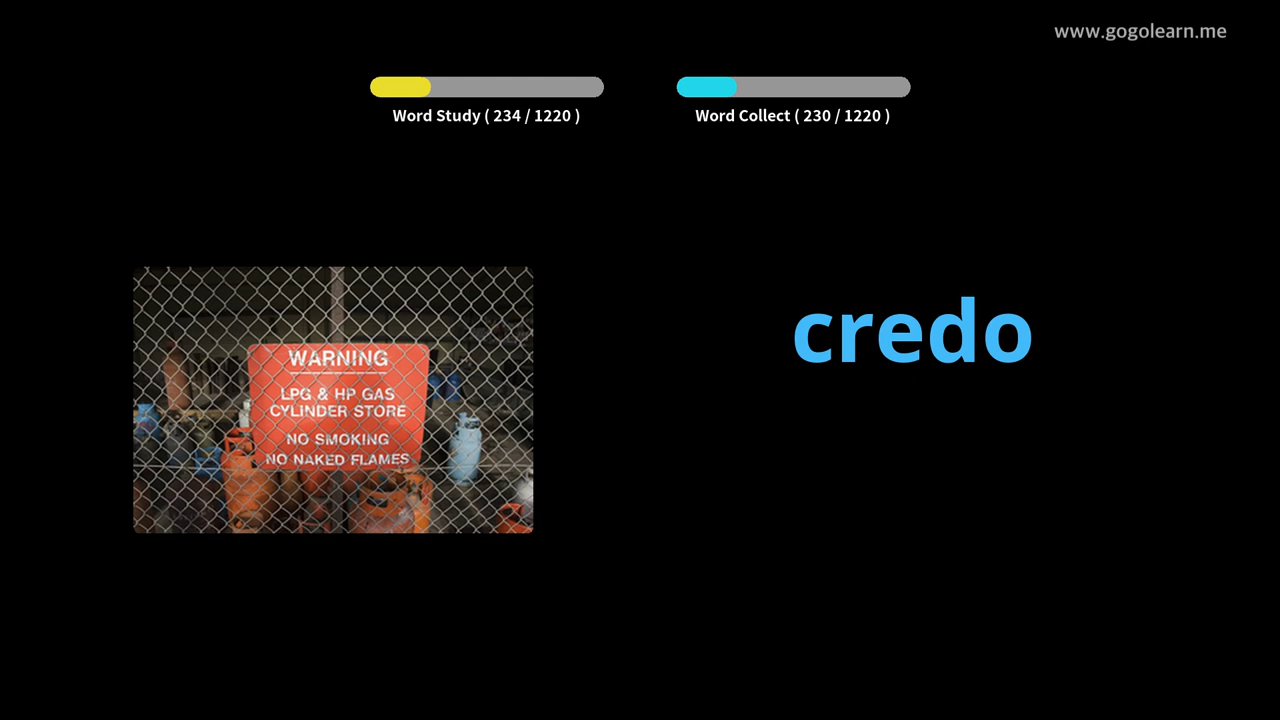 www.gogolearn.me
Word Study ( 234 / 1220 )
Word Collect ( 230 / 1220 )
WARNING
LPG & HP GAS
CYLINDER STORE
NO SMOKING
NO NAKED FLAMES
credo